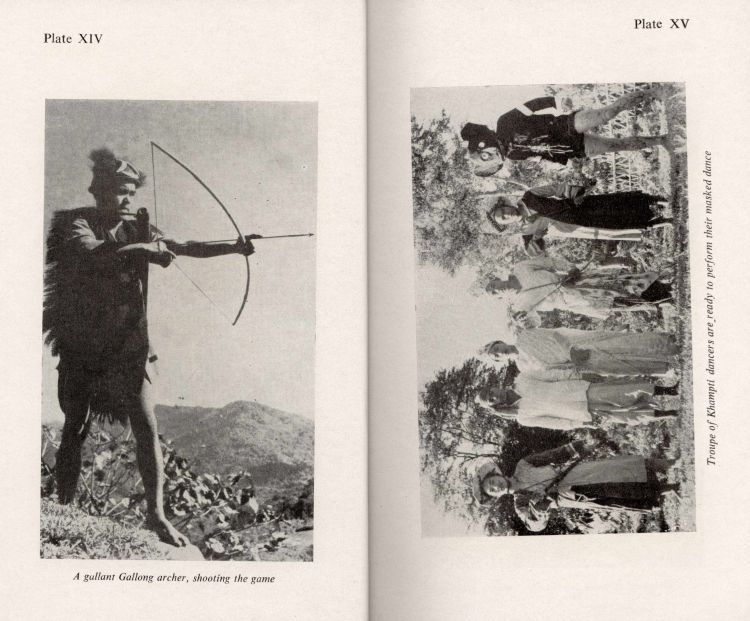 Plate XIV
A gallant Gallong archer, shooting the game
Plate XV
Troupe of Khampti dancers are ready to perform their masked dance